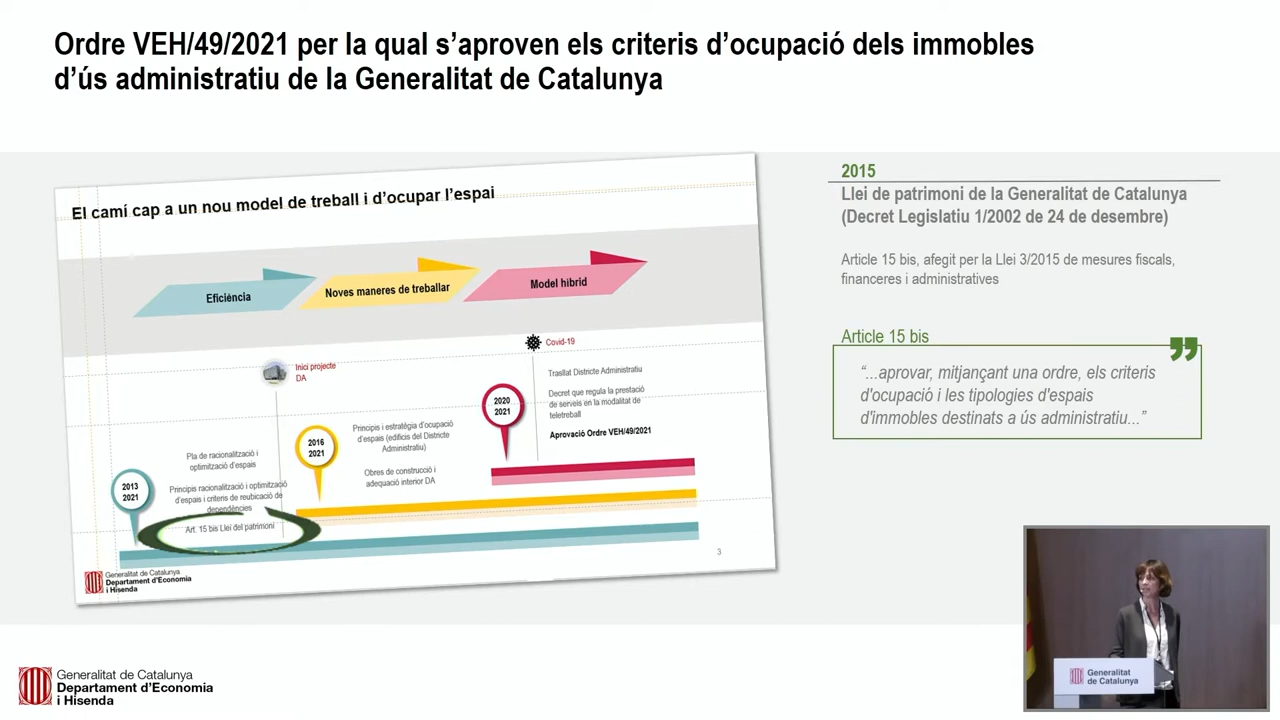 Ordre VEH/49/2021 per la qual s’aproven els criteris d’ocupació dels immobles
d’ús administratiu de la Generalitat de Catalunya
El camí cap a un nou model de treball i d’ocupar l’espai
Eficiència
Noves maneres de treballar
Model híbrid
Inici projecte
DA
Covid-19
2013
2021
Pla de racionalització i
optimització d’espais
Principis racionalització i optimització
d’espais i criteris de reubicació de
dependències
Art. 15 bis Llei del patrimoni
2016
2021
Principis i estratègia d’ocupació
d’espais (edificis del Districte
Administratiu)
Obres de construcció i
adequació interior DA
2020
2021
Trasllat Districte Administratiu
Decret que regula la prestació
de serveis en la modalitat de
teletreball
Aprovació Ordre VEH/49/2021
3
Generalitat de Catalunya
Departament d’Economia
i Hisenda
2015
Llei de patrimoni de la Generalitat de Catalunya
(Decret Legislatiu 1/2002 de 24 de desembre)
Article 15 bis, afegit per la Llei 3/2015 de mesures fiscals,
financeres i administratives
Article 15 bis
“...aprovar, mitjançant una ordre, els criteris
d'ocupació i les tipologies d'espais
d'immobles destinats a ús administratiu...”
Generalitat
de Catalunya
Generalitat de Catalunya
Departament d’Economia
i Hisenda